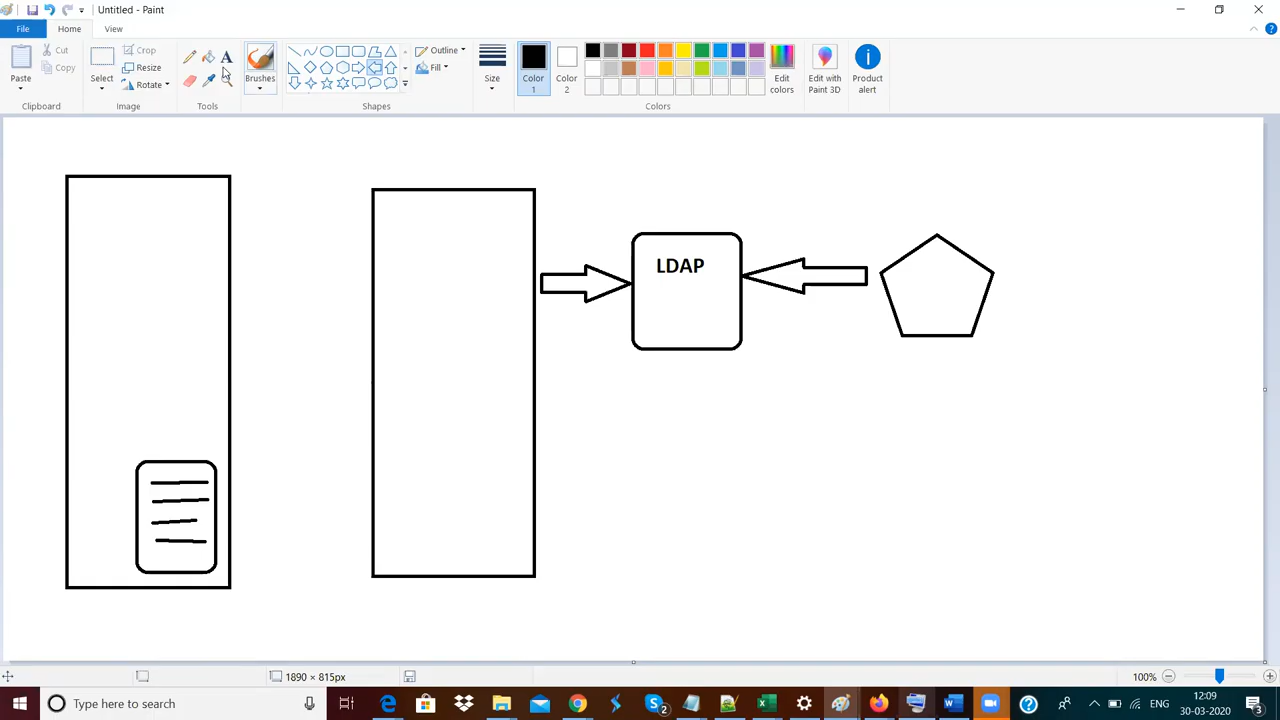 Untitled - Paint
File
Home
View
Paste
Cut
Copy
Clipboard
Select
Crop
Resize
Rotate
Image
A
Tools
Brushes
Shapes
Outline
Fill
Size
Color
1
Color
2
Colors
Edit
colors
Edit with
Paint 3D
Product
alert
LDAP
1890 × 815px
100%
Type here to search
2
ENG
12:09
30-03-2020
3